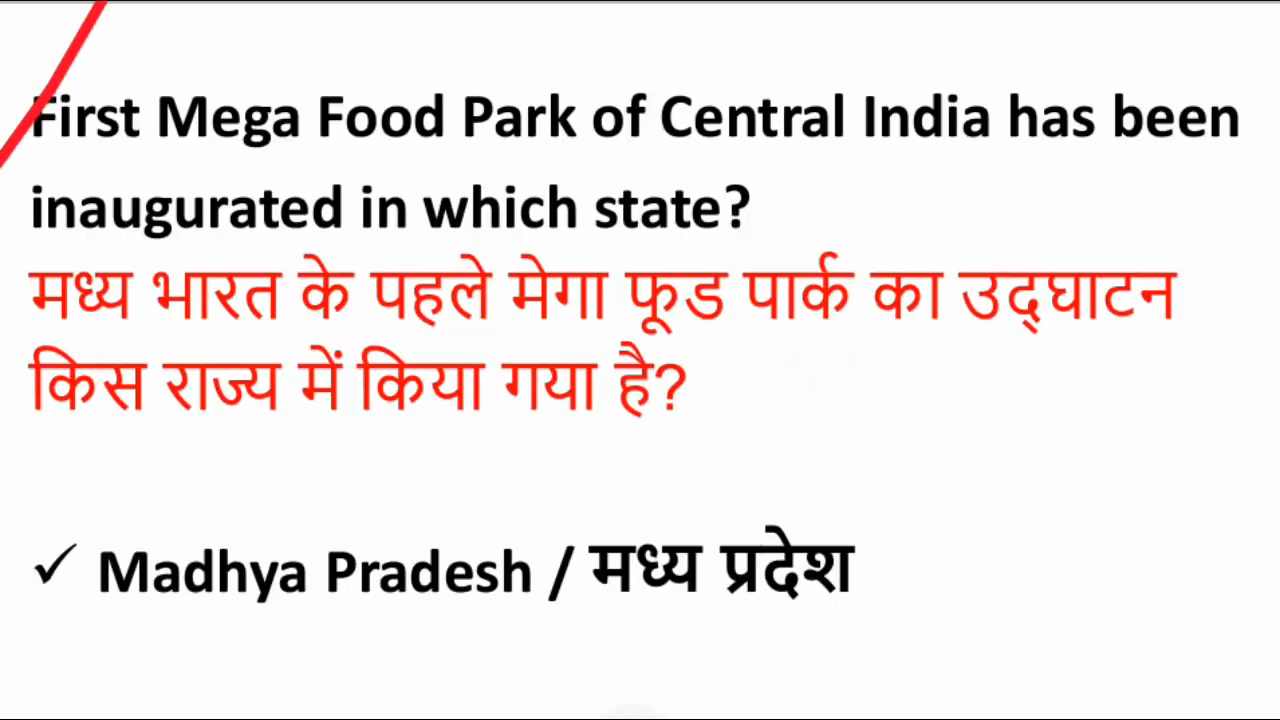 First Mega Food Park of Central India has been
inaugurated in which state?
मध्य भारत के पहले मेगा फूड पार्क का उद्घाटन
किस राज्य में किया गया है?
✓ Madhya Pradesh / मध्य प्रदेश